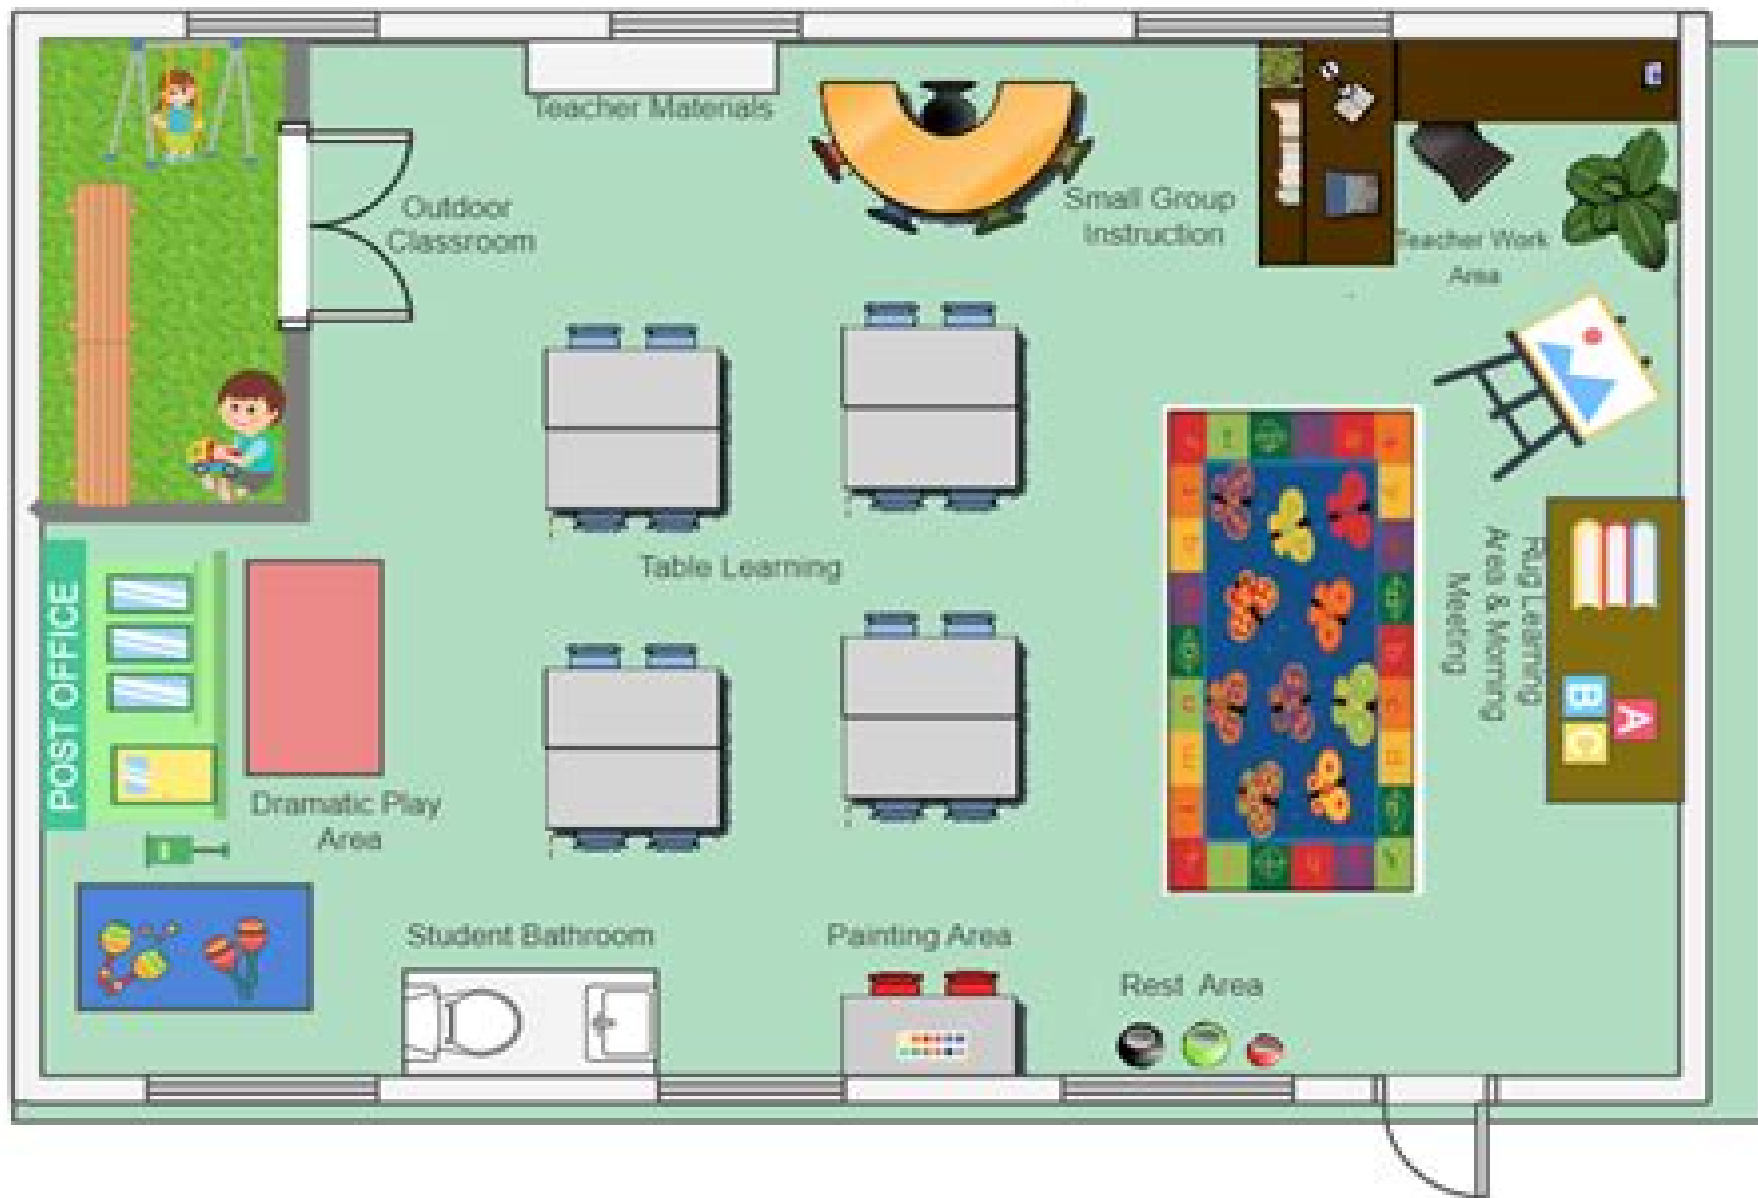 Teacher Materials
Outdoor
Classroom
Small Group
Instruction
Teacher Work
Area
Table Learning
Rug Learning
Area & Morning
Meeting
POST OFFICE
B
A
C
Dramatic Play
Area
Student Bathroom
Painting Area
Rest Area